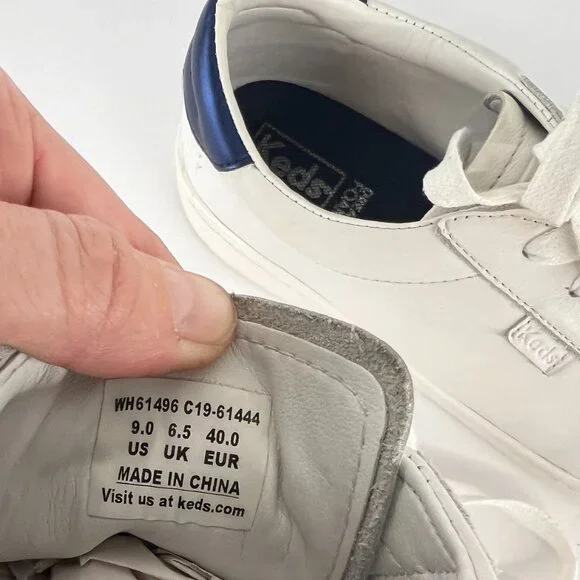 Keds
Keds
WH61496 C19-61444
9.0 6.5 40.0
US UK EUR
MADE IN CHINA
Visit us at keds.com